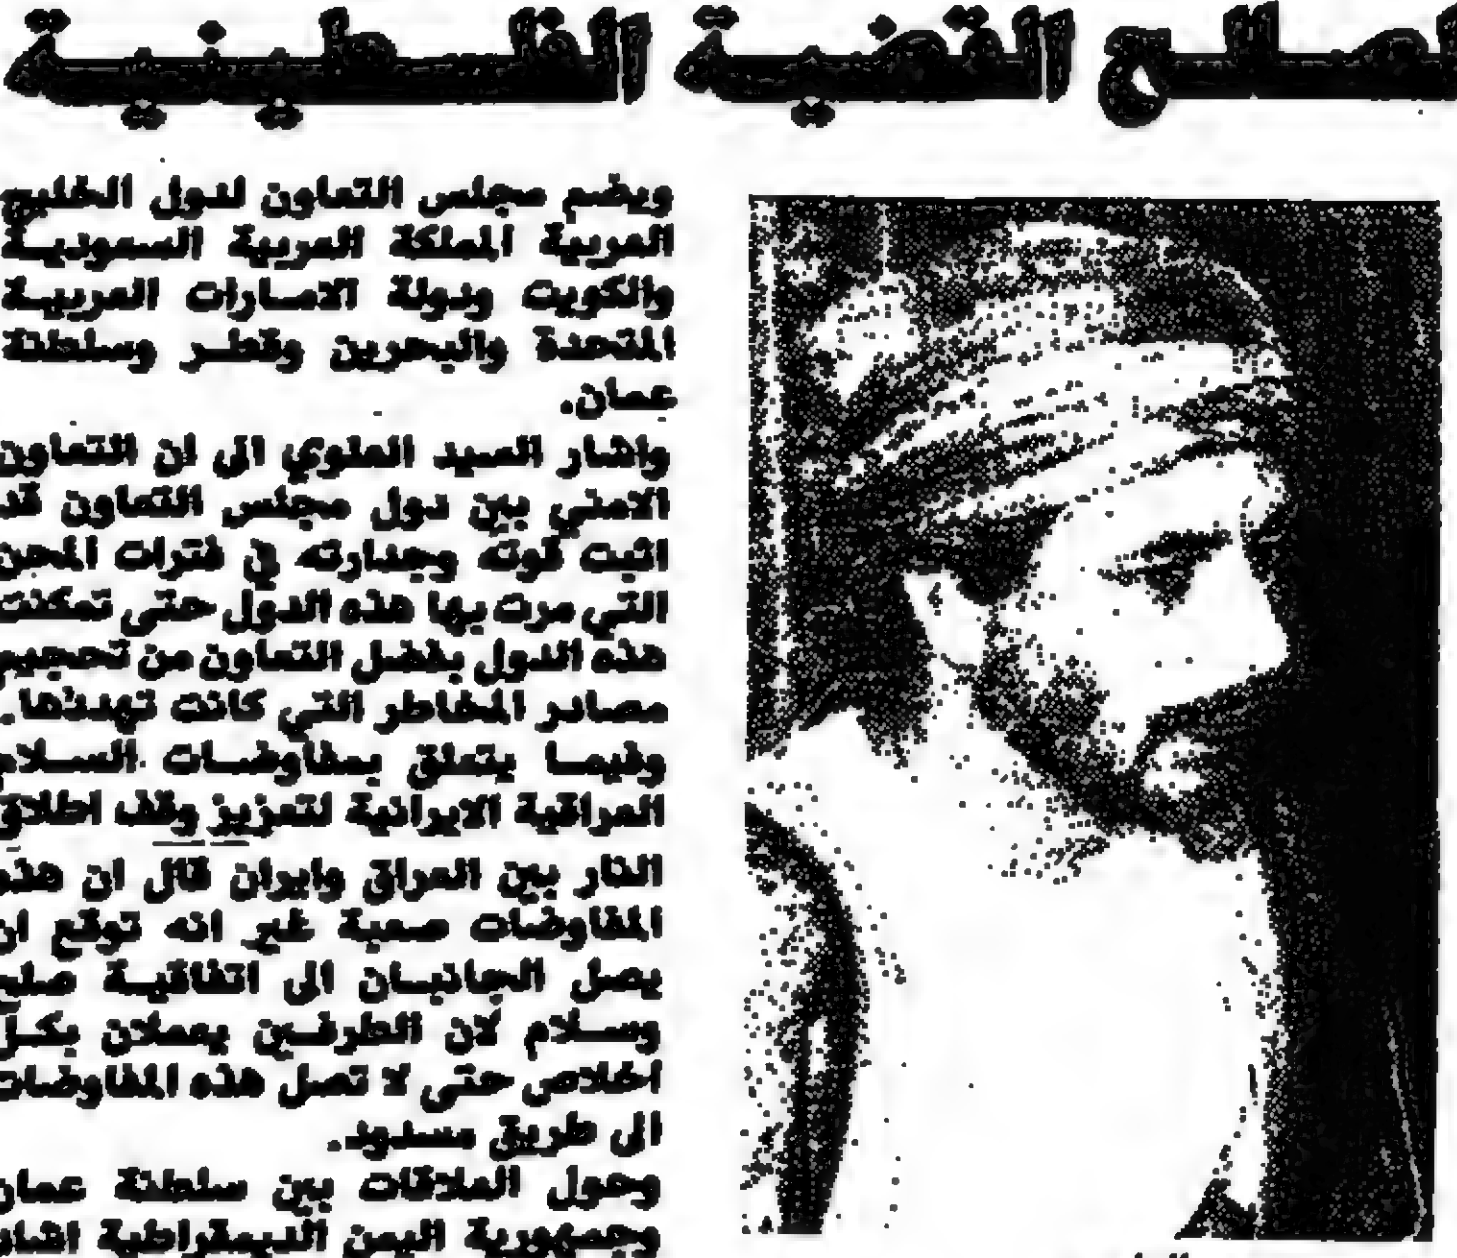 لصالح القضية الفلسطينية
ويضم مجلس التعاون لدول الخليج
العربية المملكة العربية السعودية
والكويت ودولة الامارات العربية
المتحدة والبحرين وقطر وسلطنة
عمان.
واشار السيد العلوي الى ان التعاون
الامني بين دول مجلس التعاون قد
اثبت قوته وجدارته في فترات المحن
التي مرت بها هذه الدول حتى تمكنت
هذه الدول بفضل التعاون من تحجيم
مصادر المخاطر التي كانت تهددها.
وفيما يتعلق بمفاوضات السلام
العراقية الايرانية لتعزيز وقف اطلاق
النار بين العراق وايران قال ان هذه
المفاوضات صعبة غير انه توقع ان
يصل الجانبان الى اتفاقية صلح
وسلام لان الطرفين يعملان بكل
اخلاص حتى لا تصل هذه المفاوضات
الى طريق مسدود.
وحول العلاقات بين سلطنة عمان
وجمهورية اليمن الديمقراطية اشار